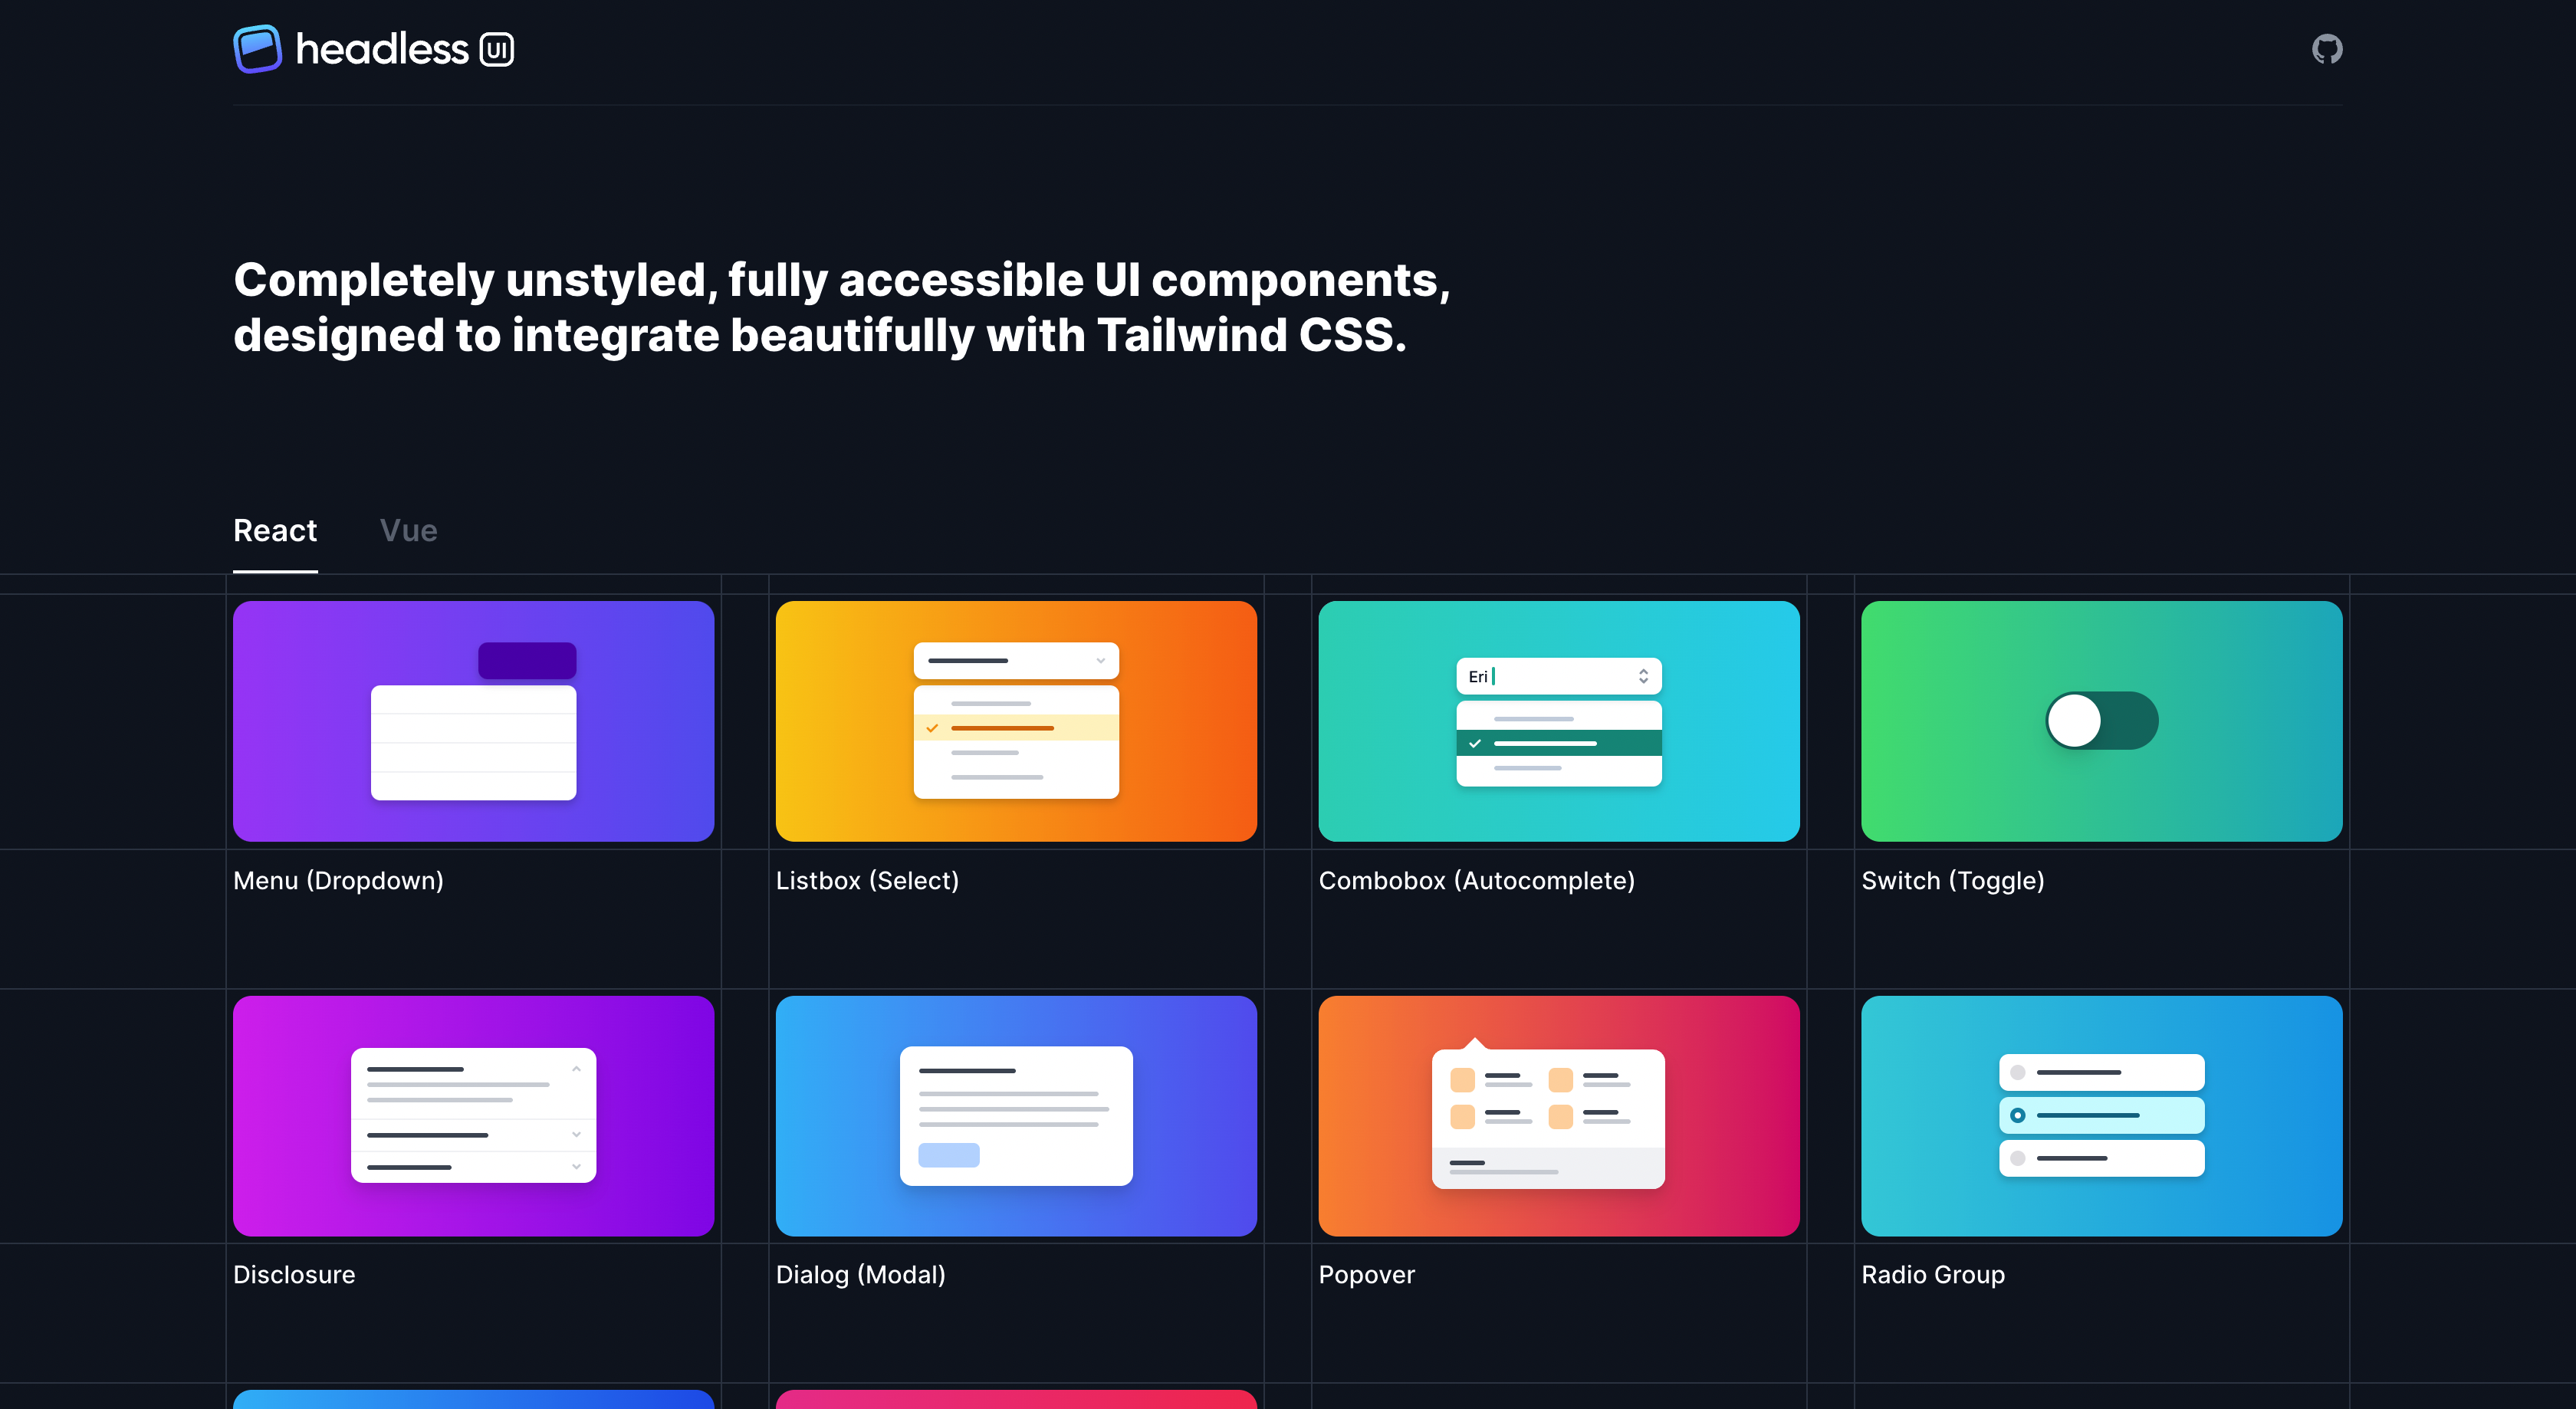 headless UI
Completely unstyled, fully accessible UI components,
designed to integrate beautifully with Tailwind CSS.
React Vue
Eri
Menu (Dropdown) Listbox (Select) Combobox (Autocomplete) Switch (Toggle)
Disclosure Dialog (Modal) Popover Radio Group